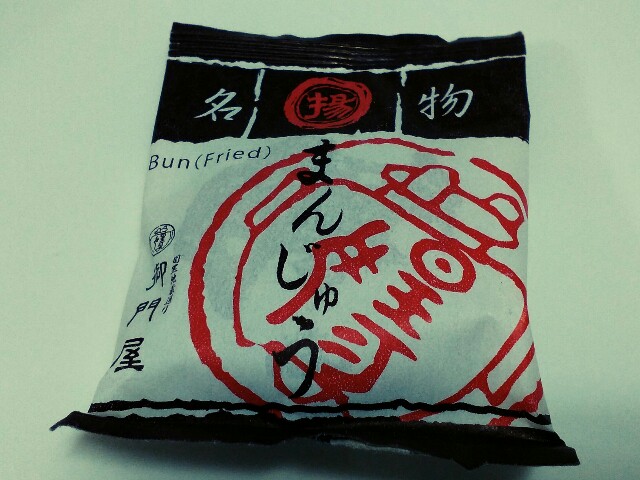 名 揚 物
Bun (Fried)
まんじゅう
御門屋